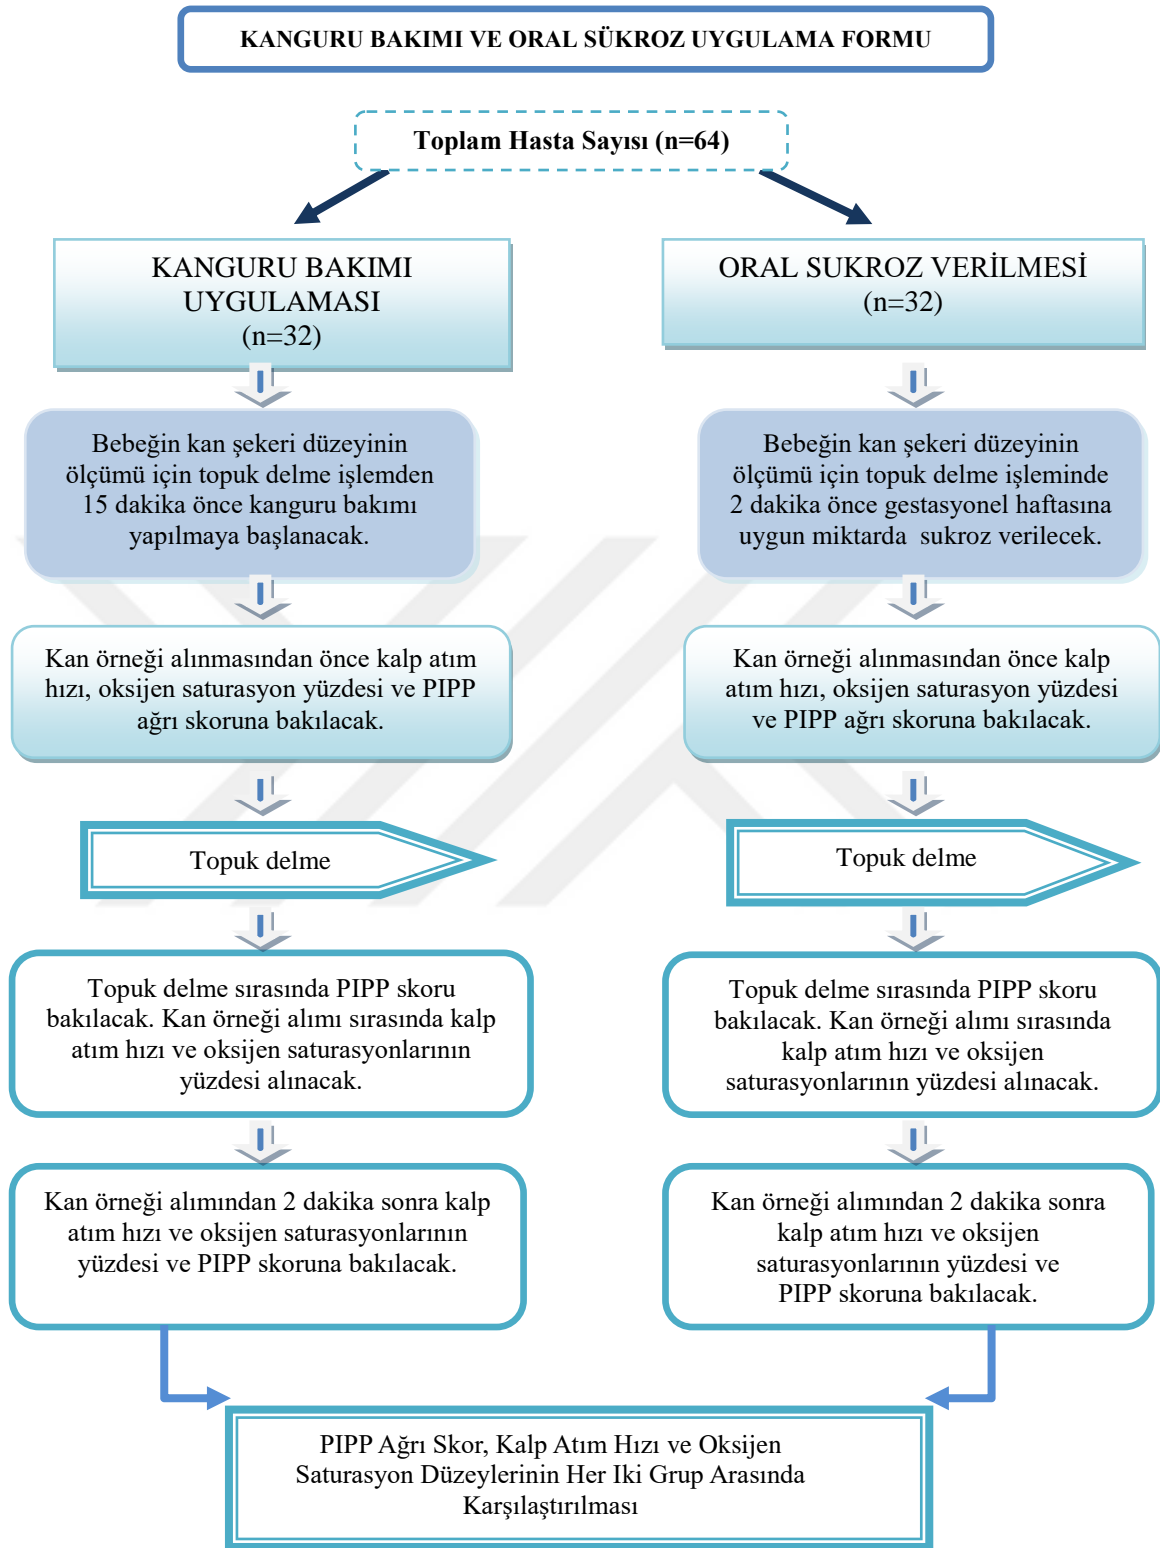 KANGURU BAKIMI VE ORAL SÜKROZ UYGULAMA FORMU
Toplam Hasta Sayısı (n=64)
KANGURU BAKIMI
UYGULAMASI
(n=32)
Bebeğin kan şekeri düzeyinin
ölçümü için topuk delme işlemden
15 dakika önce kanguru bakımı
yapılmaya başlanacak.
Kan örneği alınmasından önce kalp atım
hızı, oksijen saturasyon yüzdesi ve PIPP
ağrı skoruna bakılacak.
Topuk delme
Topuk delme sırasında PIPP skoru
bakılacak. Kan örneği alımı sırasında kalp
atım hızı ve oksijen saturasyonlarının
yüzdesi alınacak.
Kan örneği alımından 2 dakika sonra kalp
atım hızı ve oksijen saturasyonlarının
yüzdesi ve PIPP skoruna bakılacak.
ORAL SUKROZ VERİLMESİ
(n=32)
Bebeğin kan şekeri düzeyinin
ölçümü için topuk delme işleminde
2 dakika önce gestasyonel haftasına
uygun miktarda sukroz verilecek.
Kan örneği alınmasından önce kalp
atım hızı, oksijen saturasyon yüzdesi
ve PIPP ağrı skoruna bakılacak.
Topuk delme
Topuk delme sırasında PIPP skoru
bakılacak. Kan örneği alımı sırasında
kalp atım hızı ve oksijen
saturasyonlarının yüzdesi alınacak.
Kan örneği alımından 2 dakika sonra
kalp atım hızı ve oksijen
saturasyonlarının yüzdesi ve
PIPP skoruna bakılacak.
PIPP Ağrı Skor, Kalp Atım Hızı ve Oksijen
Saturasyon Düzeylerinin Her Iki Grup Arasında
Karşılaştırılması